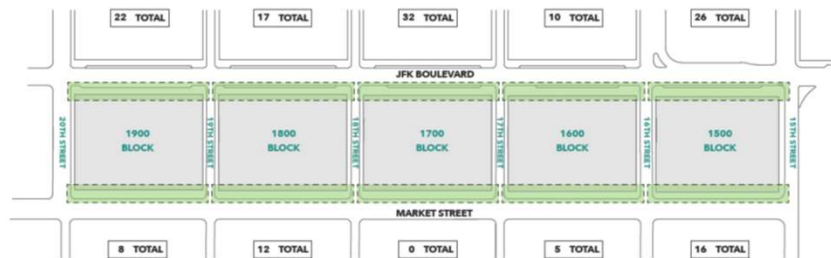 22 TOTAL
17 TOTAL
32 TOTAL
10 TOTAL
26 TOTAL
JFK BOULEVARD
20TH STREET
1900
BLOCK
19TH STREET
1800
BLOCK
18TH STREET
1700
BLOCK
17TH STREET
1600
BLOCK
16TH STREET
1500
BLOCK
15TH STREET
MARKET STREET
8 TOTAL
12 TOTAL
0 TOTAL
5 TOTAL
16 TOTAL